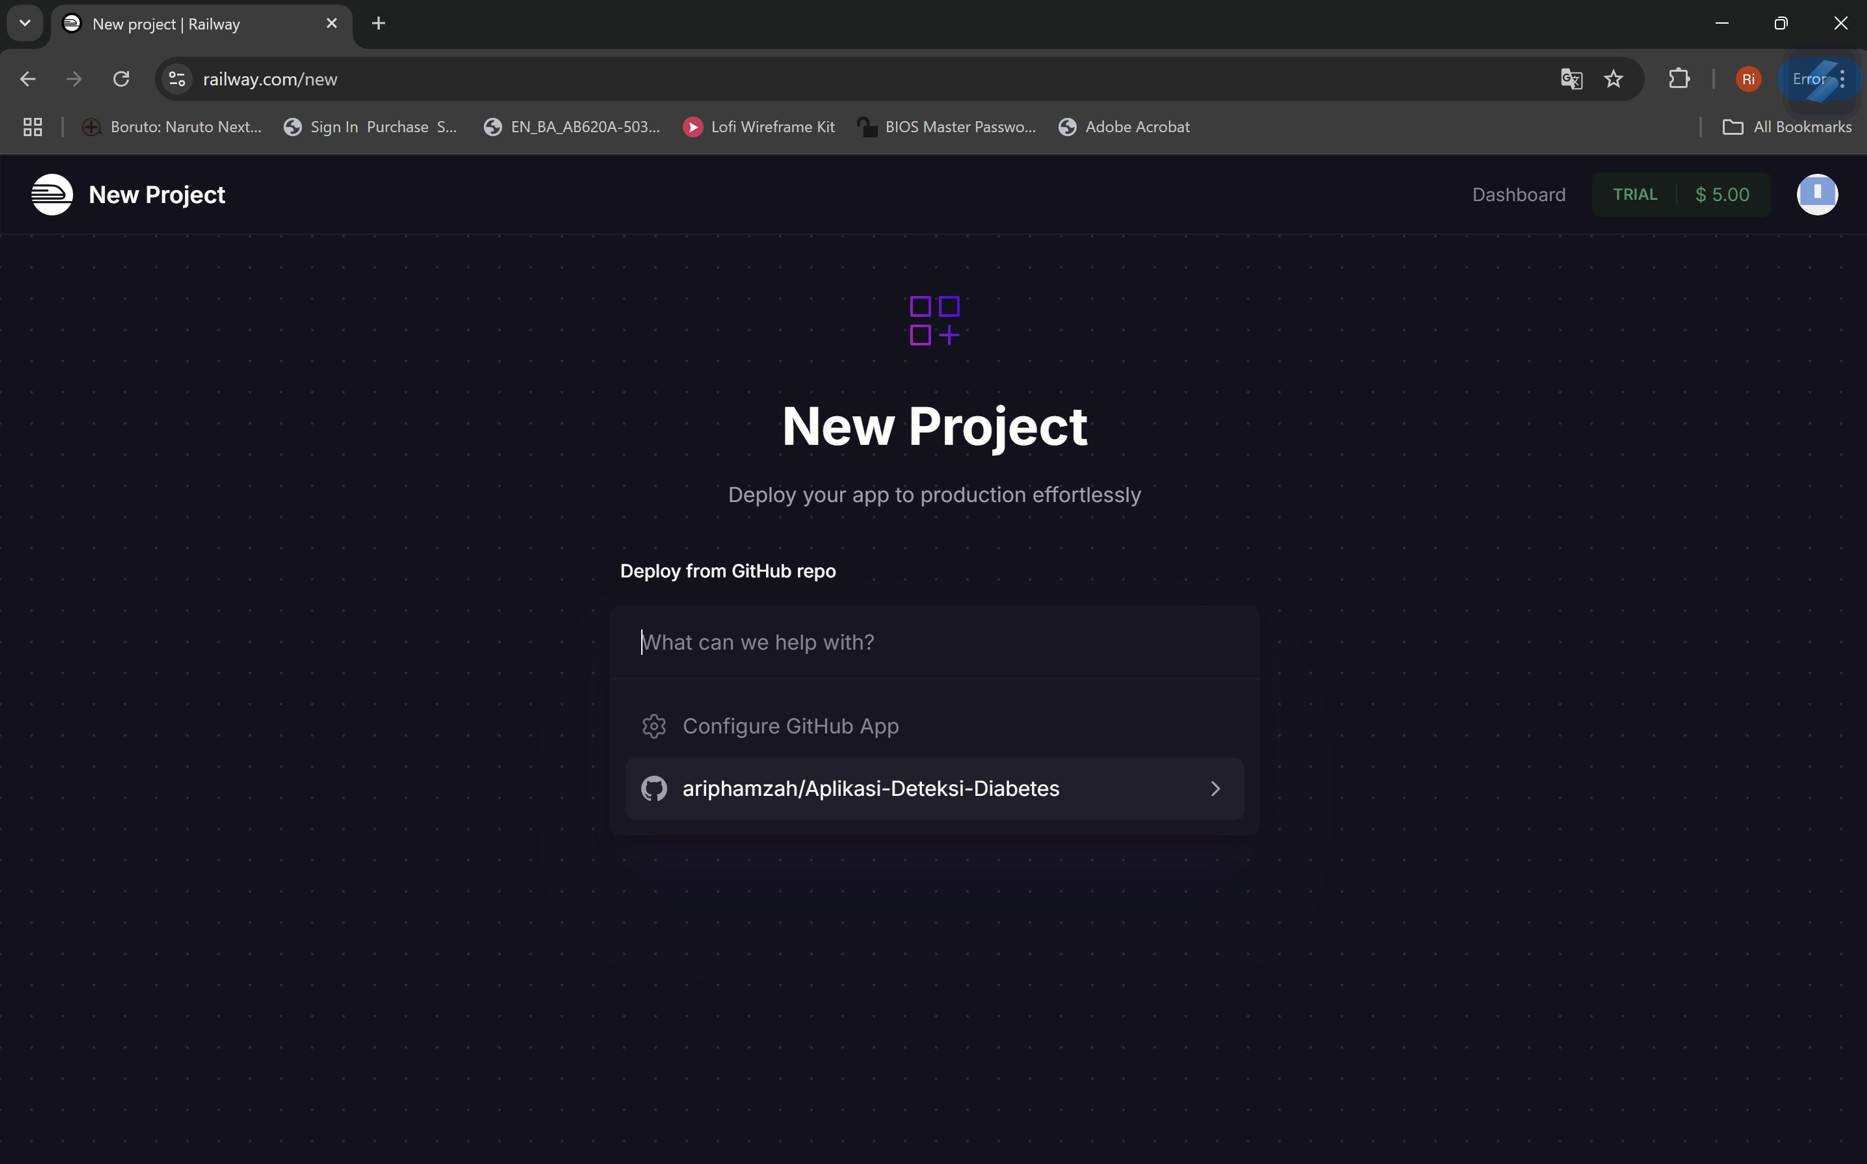 New project | Railway
railway.com/new
Ri
Error
Boruto: Naruto Next...
Sign In Purchase S...
EN_BA_AB620A-503...
Lofi Wireframe Kit
BIOS Master Passwo...
Adobe Acrobat
All Bookmarks
New Project
Dashboard
TRIAL
$ 5.00
New Project
Deploy your app to production effortlessly
Deploy from GitHub repo
What can we help with?
Configure GitHub App
ariphamzah/Aplikasi-Deteksi-Diabetes